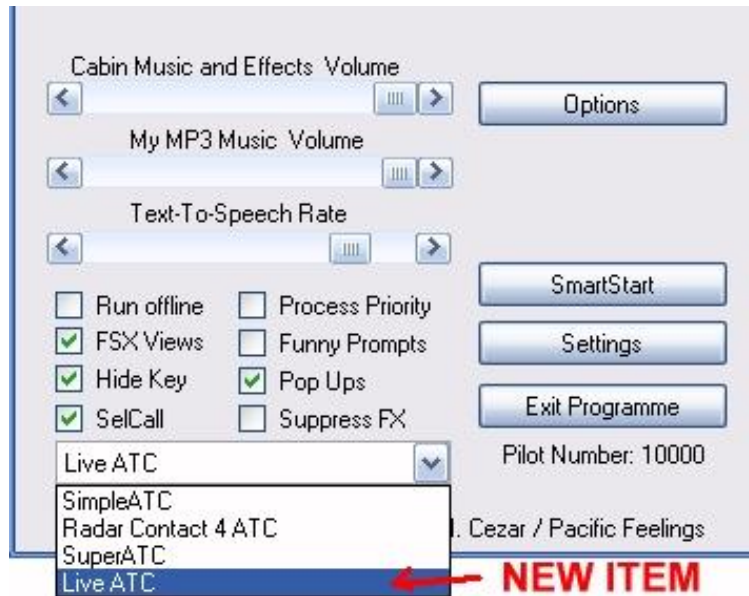 Cabin Music and Effects Volume
Options
My MP3 Music Volume
Text-To-Speech Rate
SmartStart
Run offline
Process Priority
FSX Views
Funny Prompts
Settings
Hide Key
Pop Ups
SelCall
Suppress FX
Exit Programme
Live ATC
Pilot Number: 10000
SimpleATC
Radar Contact 4 ATC
. Cezar / Pacific Feelings
SuperATC
Live ATC
NEW ITEM